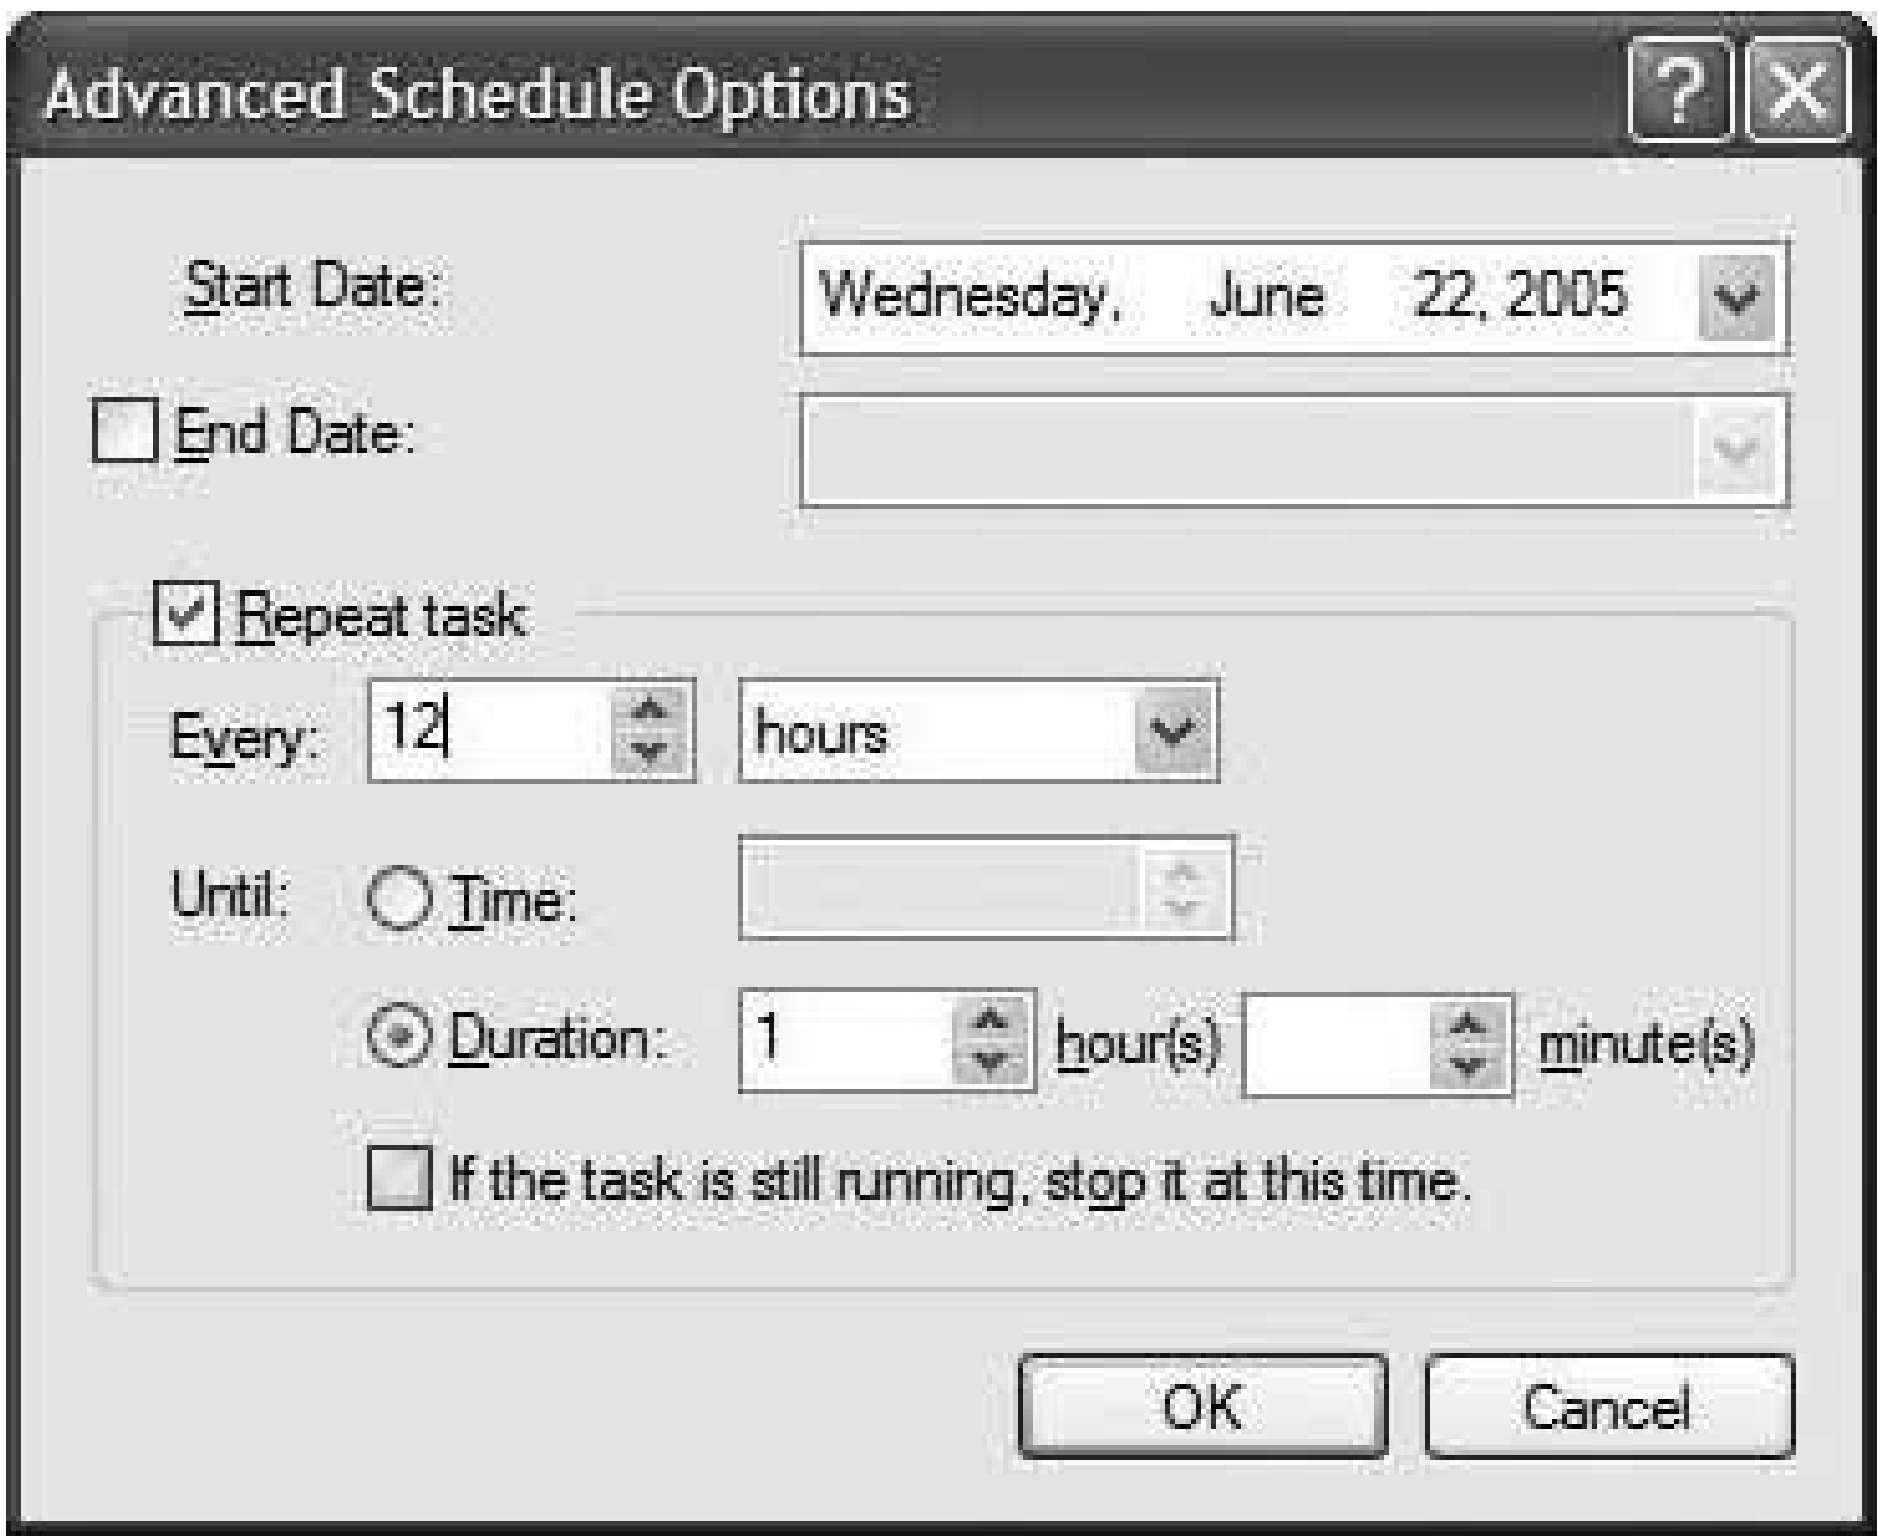 Advanced Schedule Options
Start Date: Wednesday, June 22, 2005
End Date:
Repeat task
Every: 12 hours
Until: Time:
Duration: 1 hour(s) minute(s)
If the task is still running, stop it at this time.
OK Cancel